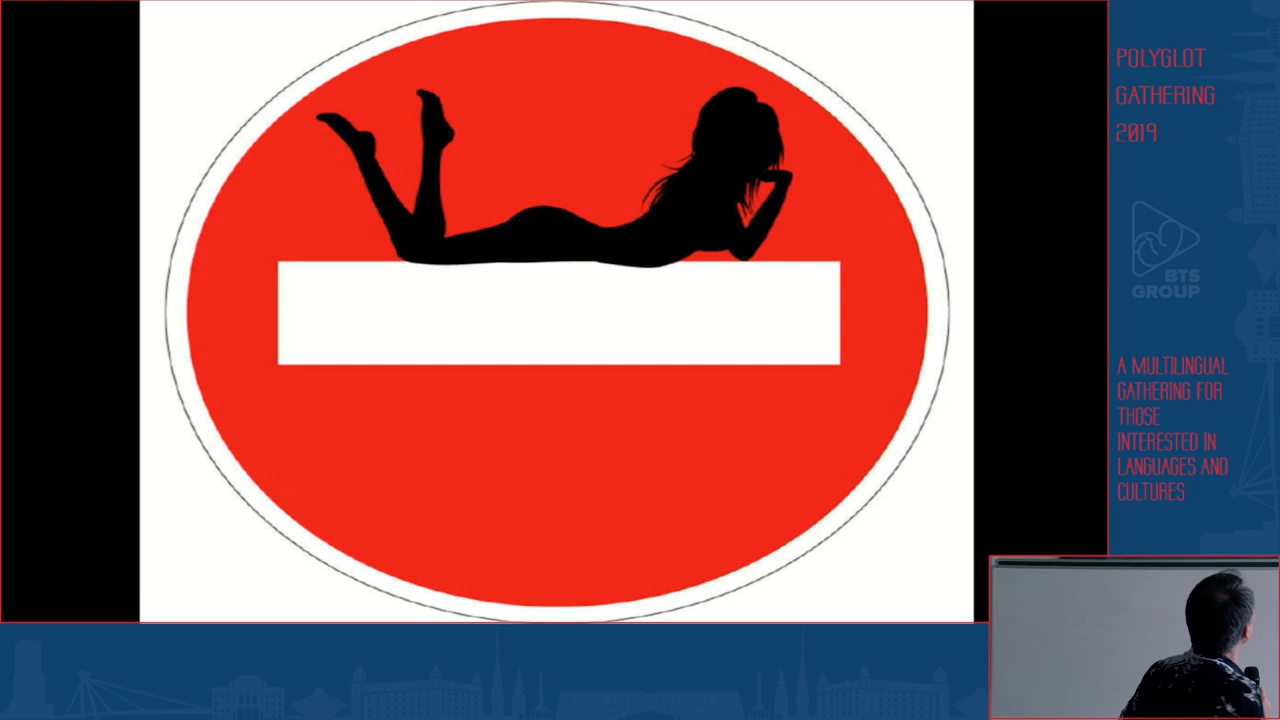 POLYGLOT
GATHERING
2019
BTS
GROUP
A MULTILINGUAL
GATHERING FOR
THOSE
INTERESTED IN
LANGUAGES AND
CULTURES